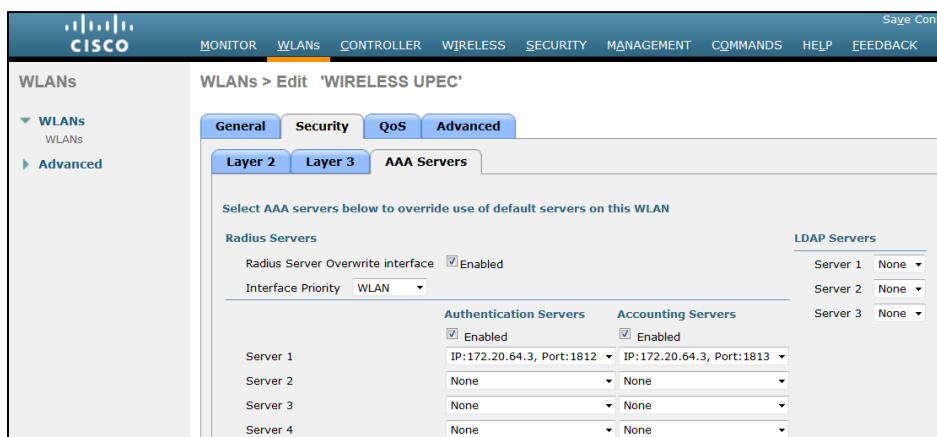 Save Con
CISCO
MONITOR WLANs CONTROLLER WIRELESS SECURITY MANAGEMENT COMMANDS HELP FEEDBACK
WLANs
WLANs > Edit 'WIRELESS UPEC'
WLANs
WLANs
Advanced
General Security QoS Advanced
Layer 2 Layer 3 AAA Servers
Select AAA servers below to override use of default servers on this WLAN
Radius Servers
LDAP Servers
Radius Server Overwrite interface Enabled
Server 1 None
Interface Priority WLAN
Server 2 None
Authentication Servers Accounting Servers
Server 3 None
Enabled Enabled
Server 1 IP:172.20.64.3, Port:1812 IP:172.20.64.3, Port:1813
Server 2 None None
Server 3 None None
Server 4 None None